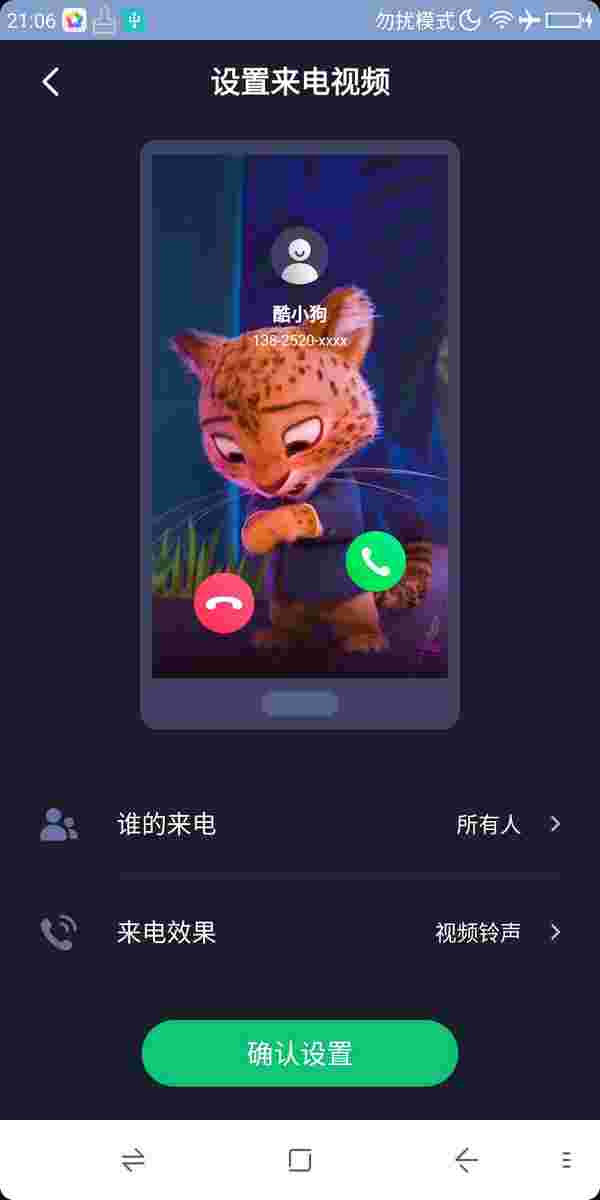 21:06
勿扰模式
设置来电视频
酷小狗
138-2520-xxxx
谁的来电
所有人
来电效果
视频铃声
确认设置